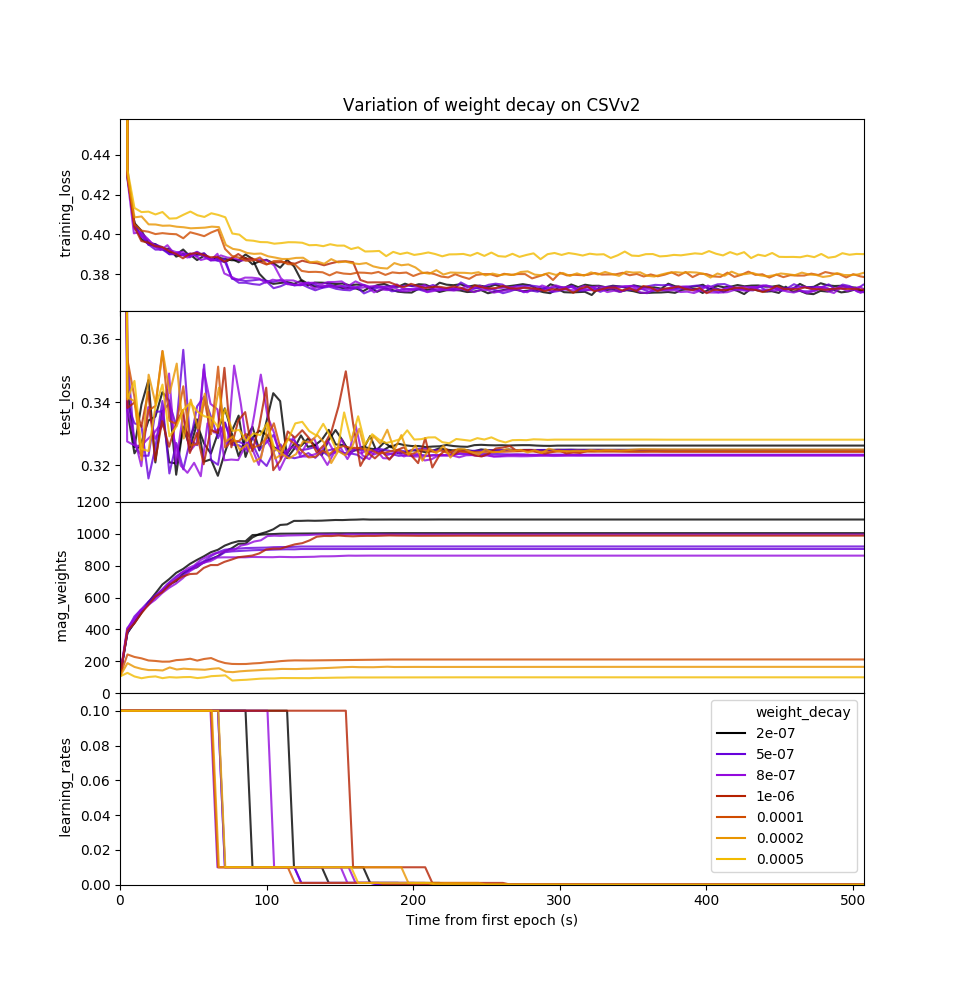 Variation of weight decay on CSVv2
0.44
0.42
0.40
0.38
training_loss
0.36
0.34
0.32
test_loss
1200
1000
800
600
400
200
0
mag_weights
0.10
0.08
0.06
0.04
0.02
0.00
learning_rates
weight_decay
2e-07
5e-07
8e-07
1e-06
0.0001
0.0002
0.0005
0 100 200 300 400 500
Time from first epoch (s)